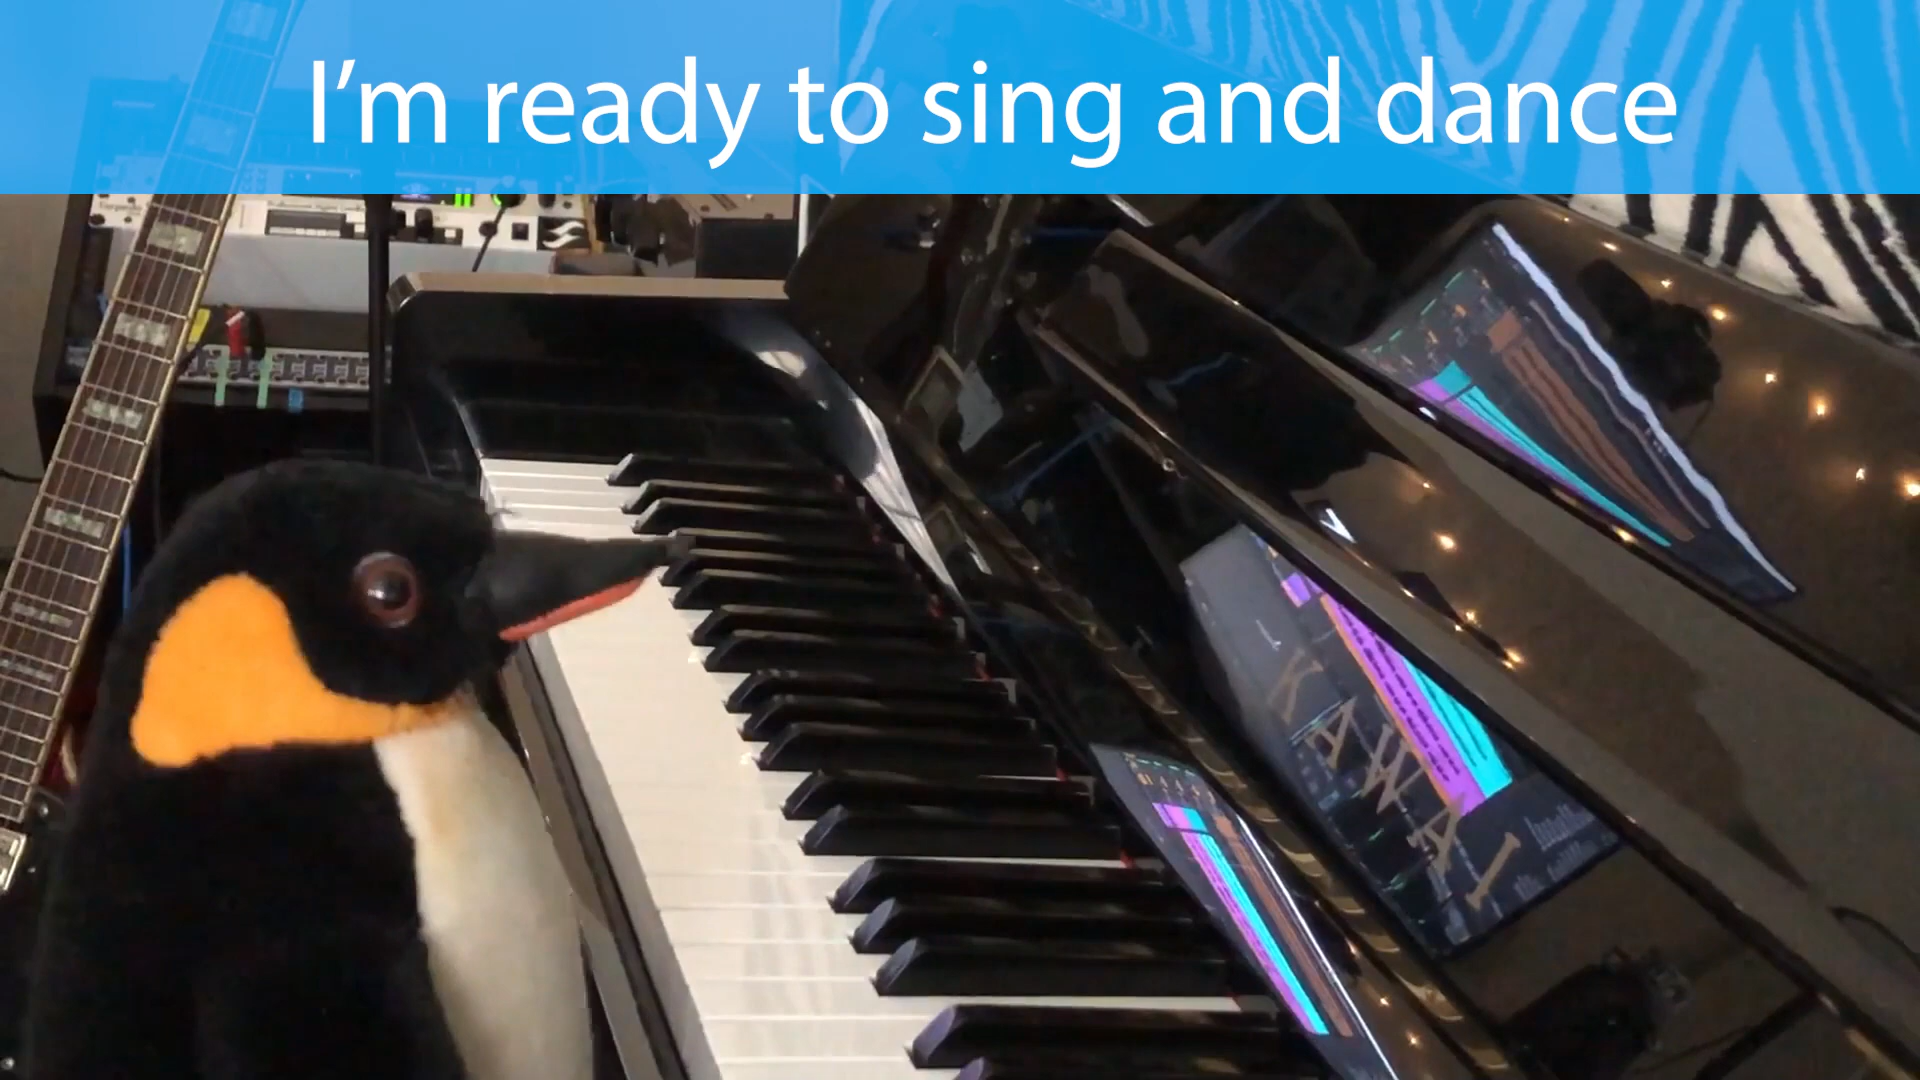 I’m ready to sing and dance
KAWAI